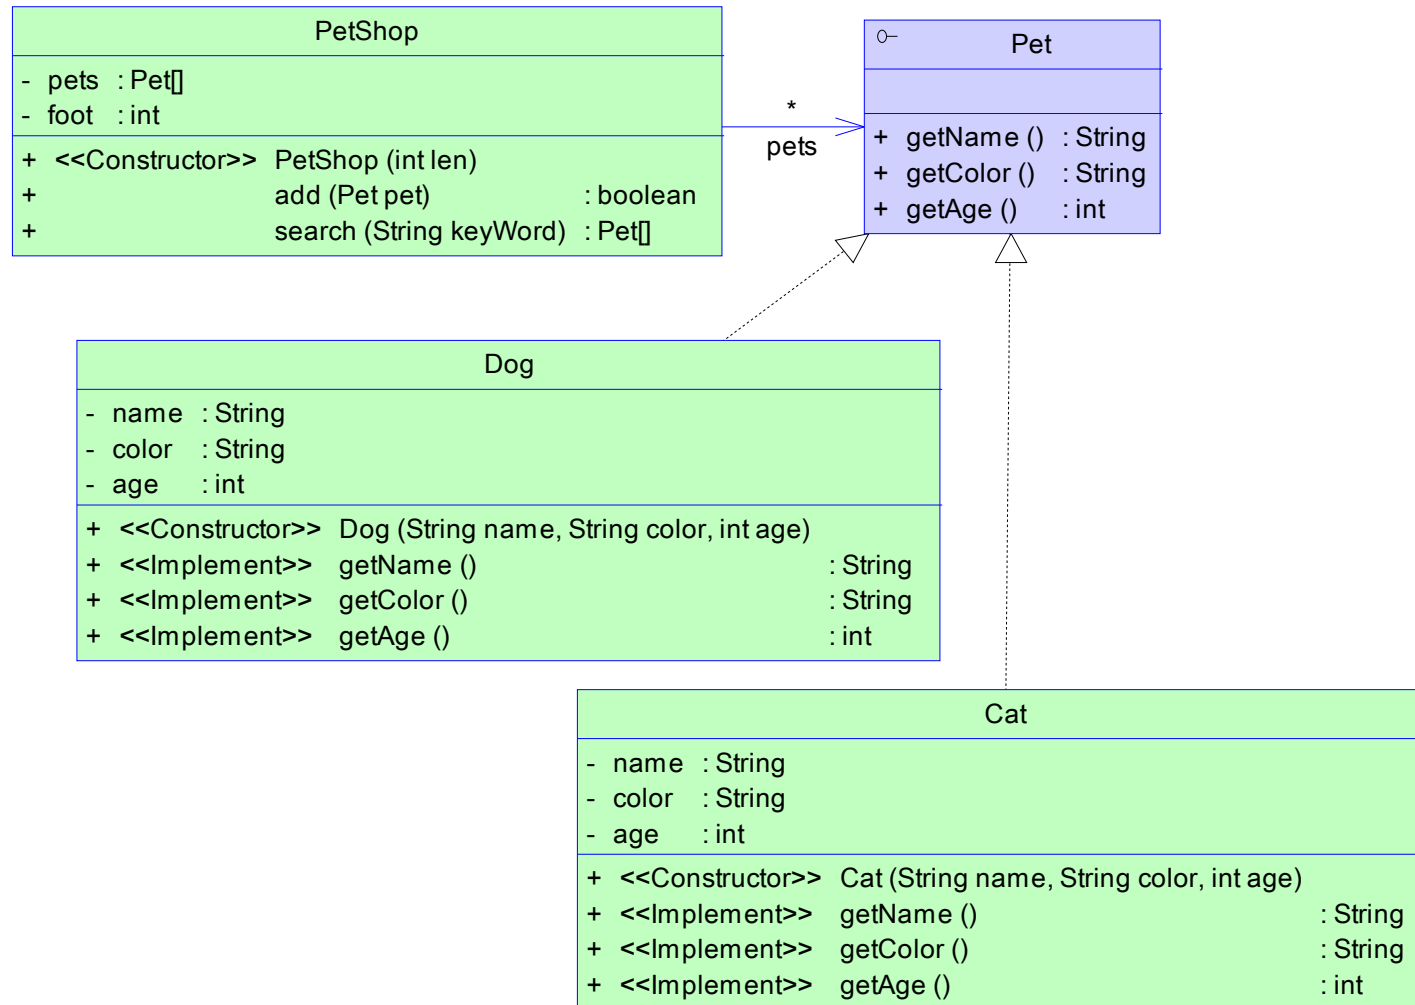 PetShop
- pets : Pet[]
- foot : int
+ <<Constructor>> PetShop (int len)
+ add (Pet pet) : boolean
+ search (String keyWord) : Pet[]
*
pets
Pet
+ getName () : String
+ getColor () : String
+ getAge () : int
Dog
- name : String
- color : String
- age : int
+ <<Constructor>> Dog (String name, String color, int age)
+ <<Implement>> getName () : String
+ <<Implement>> getColor () : String
+ <<Implement>> getAge () : int
Cat
- name : String
- color : String
- age : int
+ <<Constructor>> Cat (String name, String color, int age)
+ <<Implement>> getName () : String
+ <<Implement>> getColor () : String
+ <<Implement>> getAge () : int